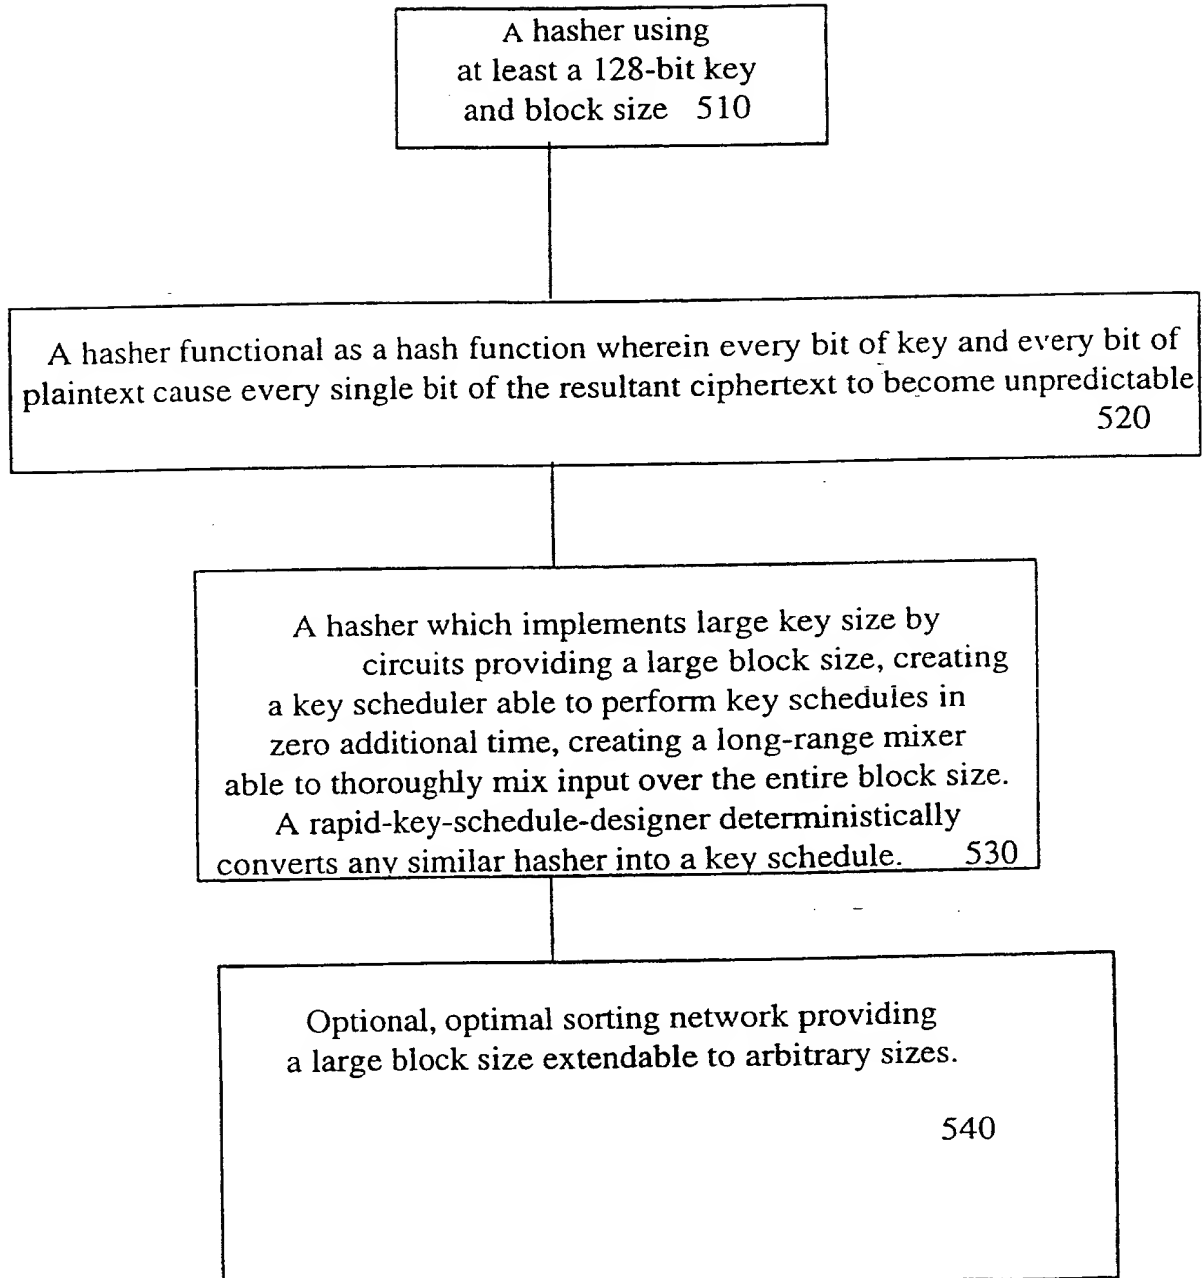 A hasher using
at least a 128-bit key
and block size 510
A hasher functional as a hash function wherein every bit of key and every bit of
plaintext cause every single bit of the resultant ciphertext to become unpredictable
520
A hasher which implements large key size by
circuits providing a large block size, creating
a key scheduler able to perform key schedules in
zero additional time, creating a long-range mixer
able to thoroughly mix input over the entire block size.
A rapid-key-schedule-designer deterministically
converts any similar hasher into a key schedule. 530
Optional, optimal sorting network providing
a large block size extendable to arbitrary sizes.
540